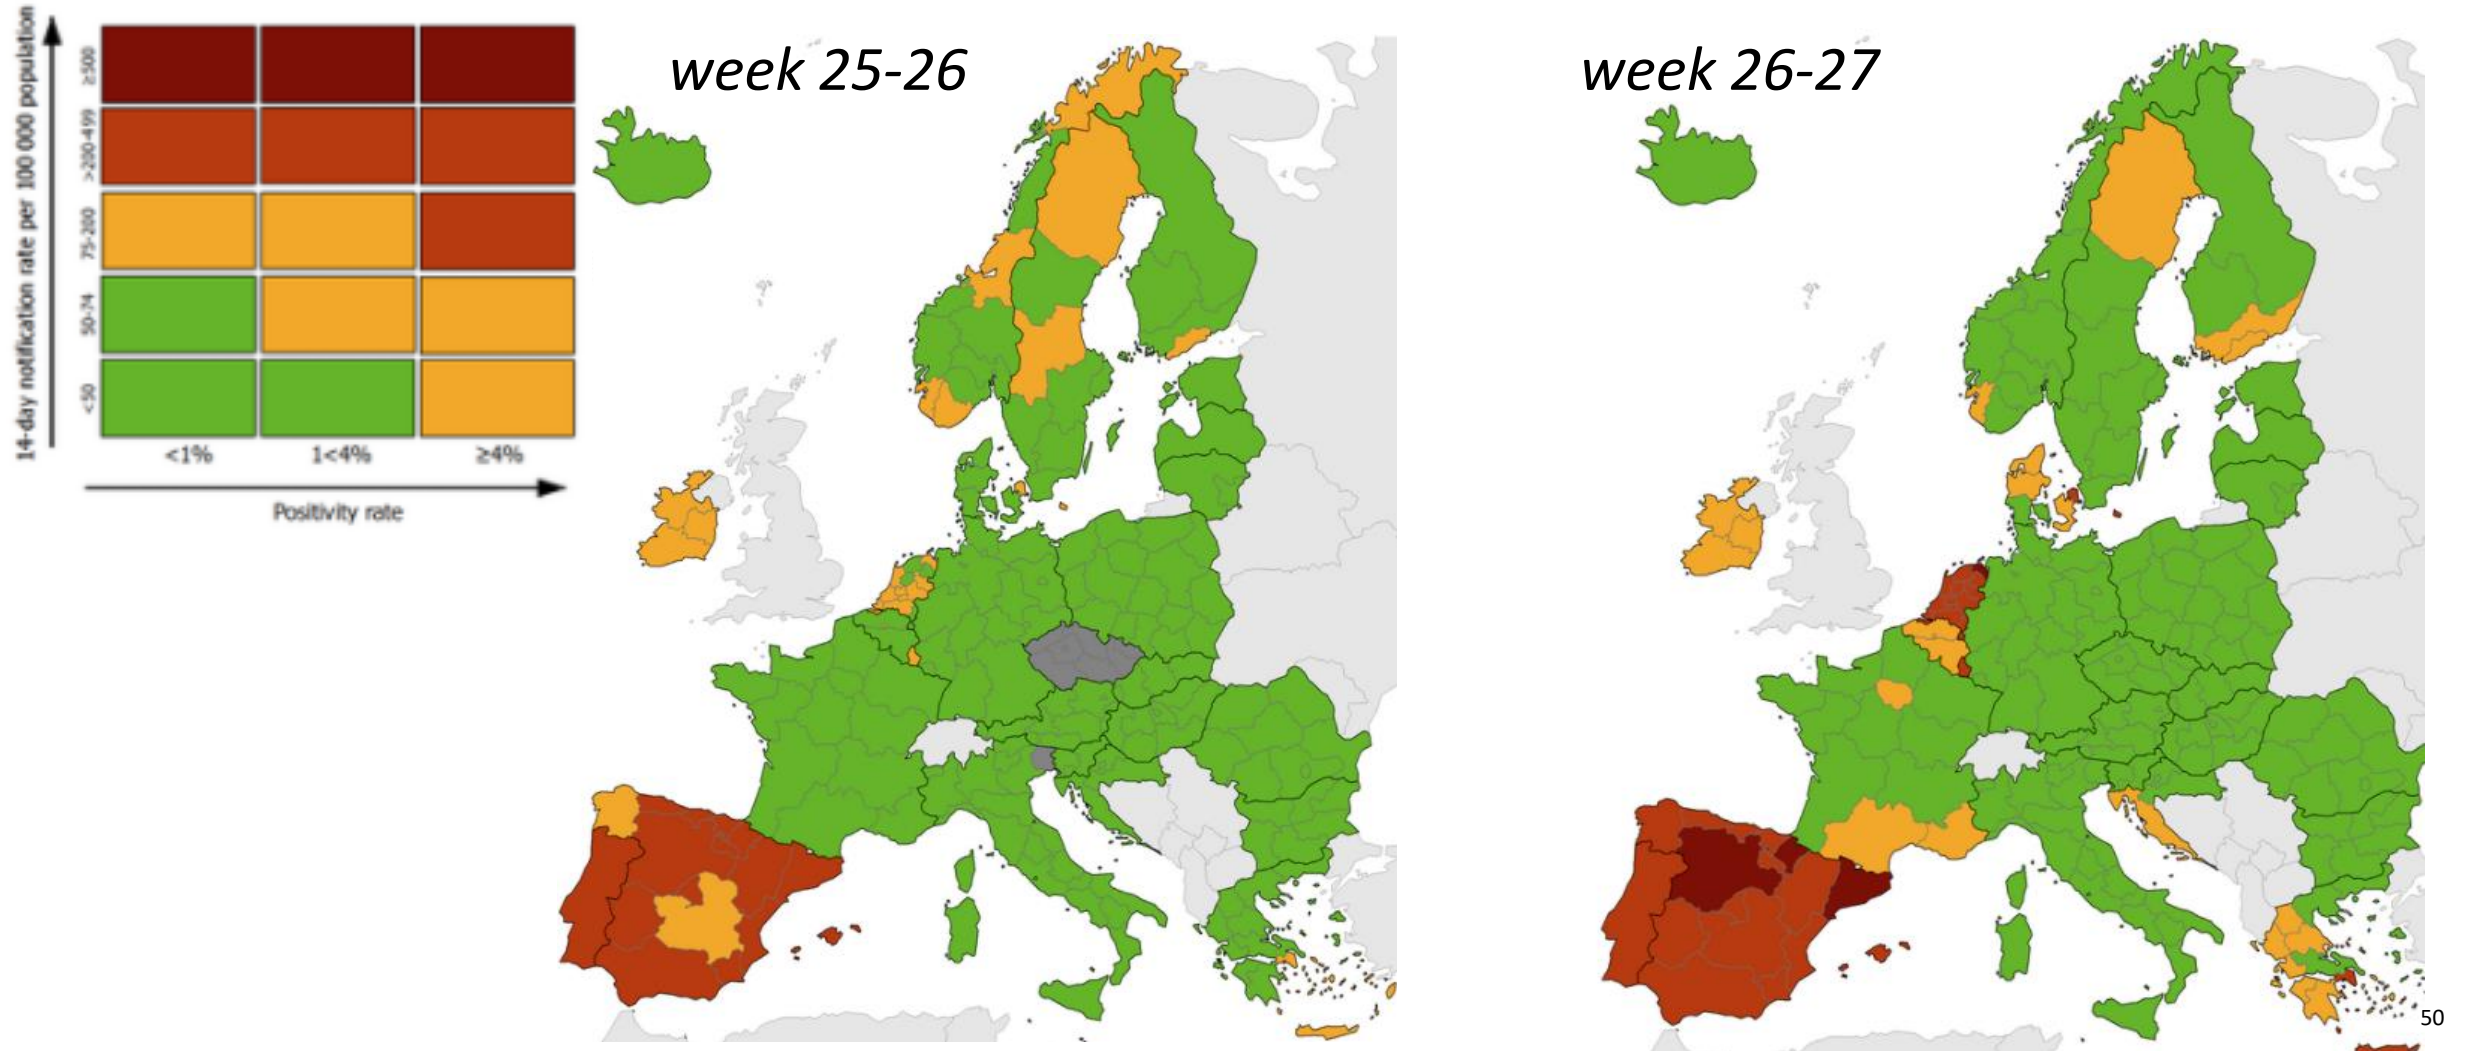 week 25-26
week 26-27
14-day notification rate per 100 000 population
≥500
>200-499
75-200
50-74
<50
<1% 1<4% ≥4%
Positivity rate
50